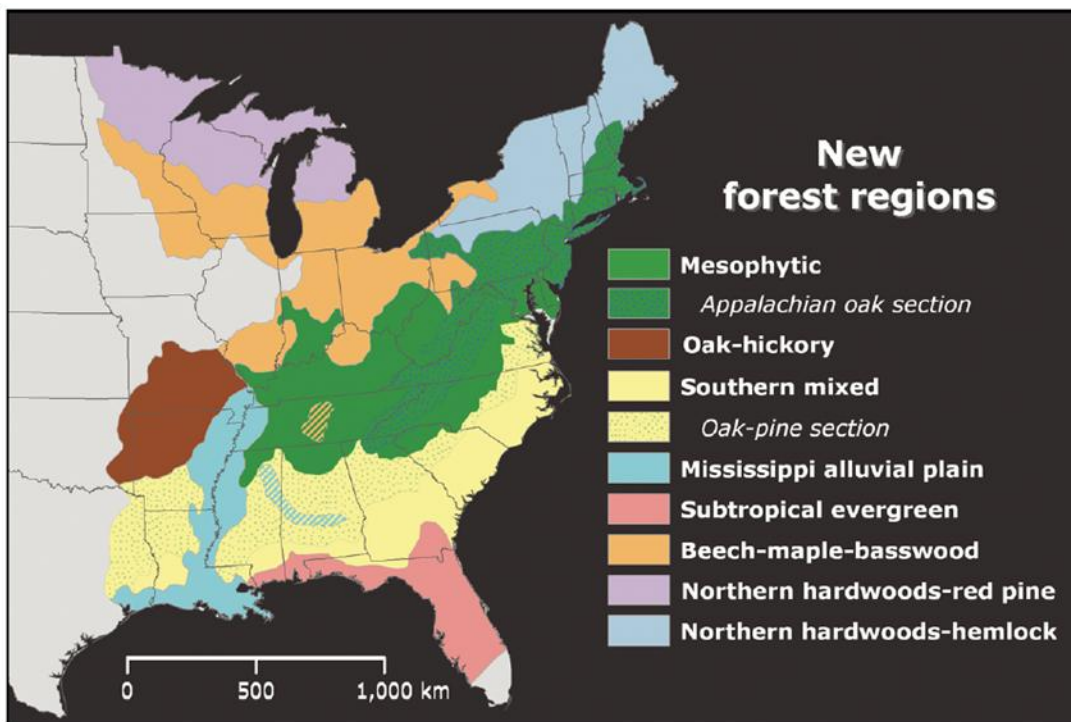 New
forest regions
Mesophytic
Appalachian oak section
Oak-hickory
Southern mixed
Oak-pine section
Mississippi alluvial plain
Subtropical evergreen
Beech-maple-basswood
Northern hardwoods-red pine
Northern hardwoods-hemlock
0 500 1,000 km